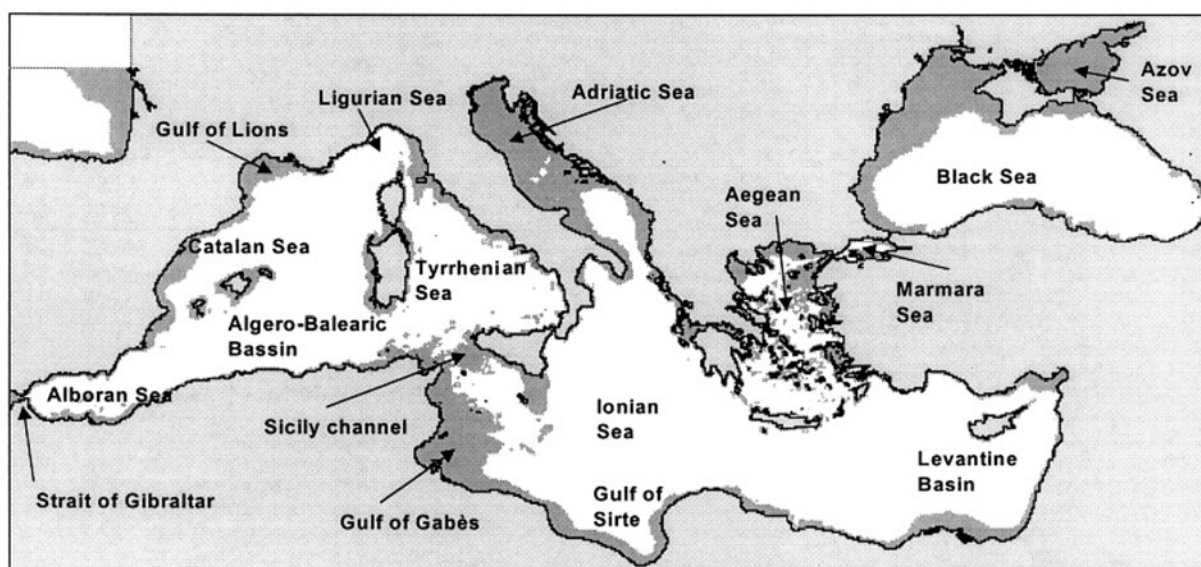 Ligurian Sea
Adriatic Sea
Azov
Sea
Gulf of Lions
Black Sea
Aegean
Sea
Catalan Sea
Tyrrhenian
Sea
Marmara
Sea
Algero-Balearic
Bassin
Alboran Sea
Sicily channel
Ionian
Sea
Levantine
Basin
Strait of Gibraltar
Gulf of Gabès
Gulf of
Sirte